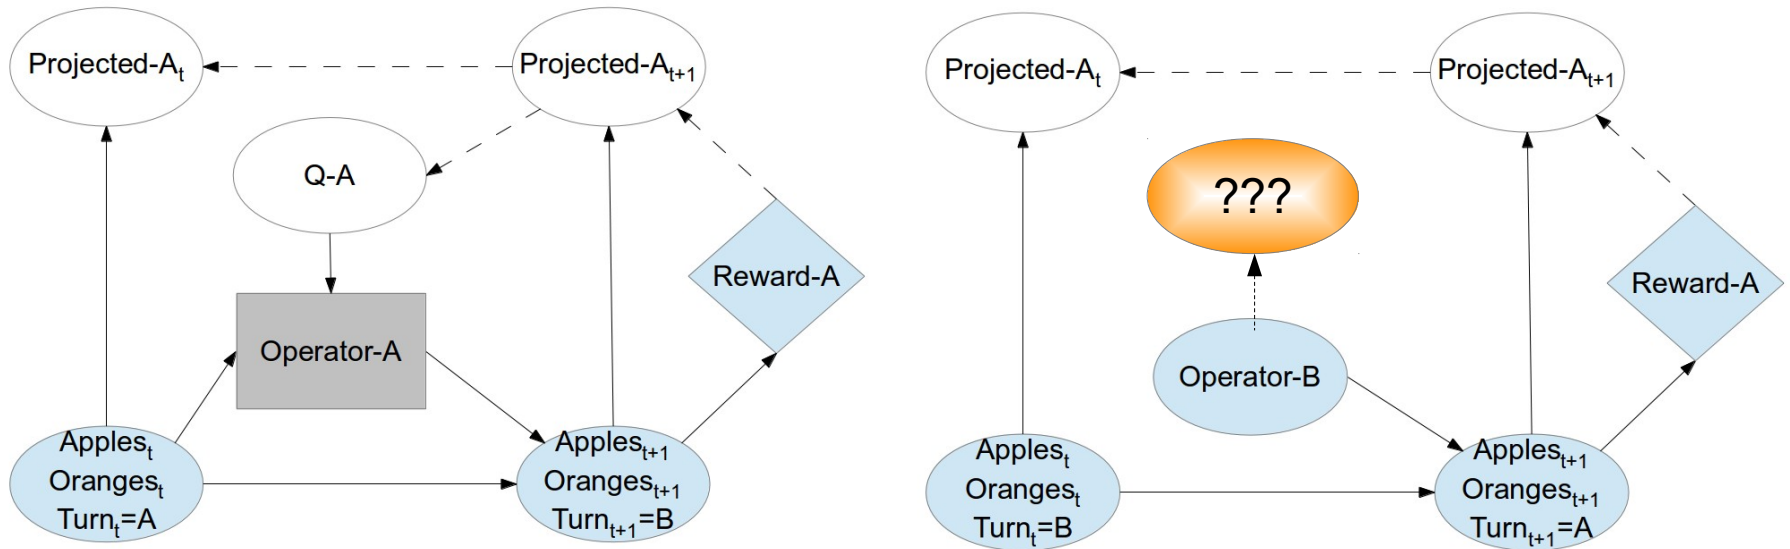 Projected-At
Projected-At+1
Q-A
Reward-A
Operator-A
Applest
Orangest
Turnt=A
Applest+1
Orangest+1
Turnt+1=B
Projected-At
Projected-At+1
???
Reward-A
Operator-B
Applest
Orangest
Turnt=B
Applest+1
Orangest+1
Turnt+1=A